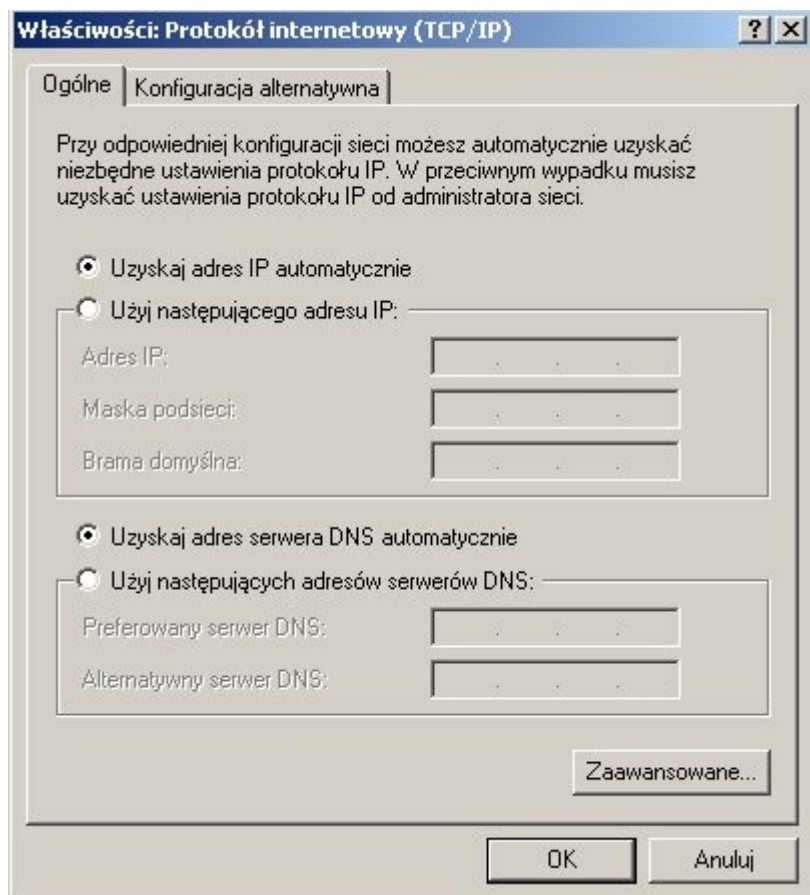 Właściwości: Protokół internetowy (TCP/IP)
Ogólne
Konfiguracja alternatywna
Przy odpowiedniej konfiguracji sieci możesz automatycznie uzyskać
niezbędne ustawienia protokołu IP. W przeciwnym wypadku musisz
uzyskać ustawienia protokołu IP od administratora sieci.
Uzyskaj adres IP automatycznie
Użyj następującego adresu IP:
Adres IP:
Maska podsieci:
Brama domyślna:
Uzyskaj adres serwera DNS automatycznie
Użyj następujących adresów serwerów DNS:
Preferowany serwer DNS:
Alternatywny serwer DNS:
Zaawansowane...
OK
Anuluj